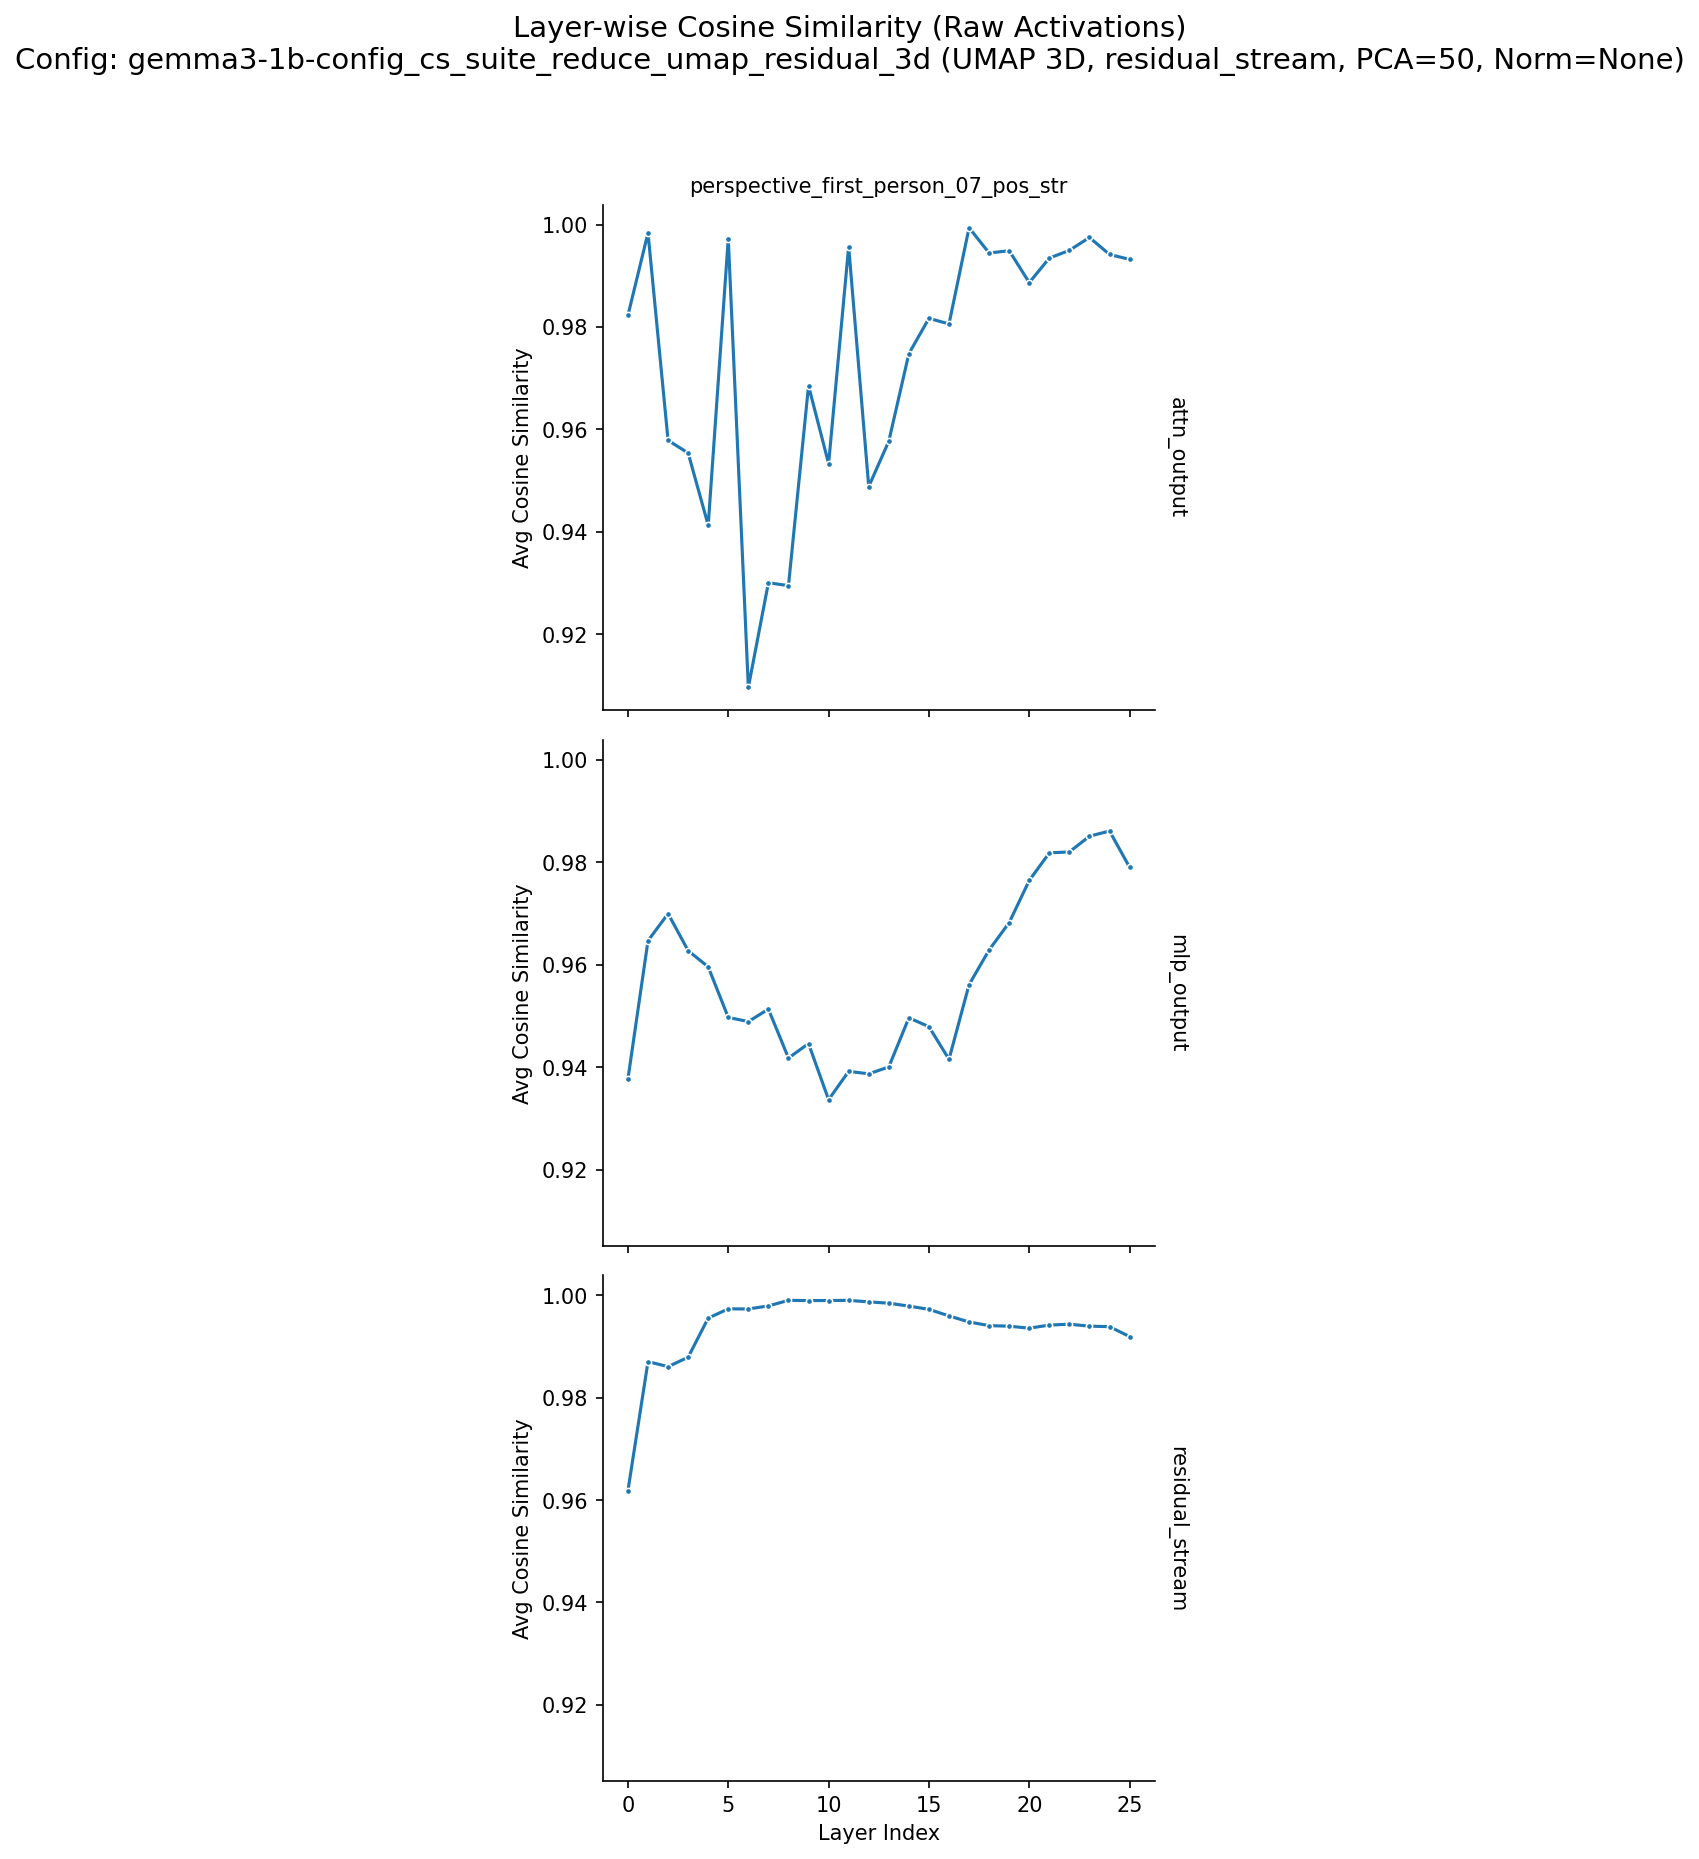 Layer-wise Cosine Similarity (Raw Activations)
Config: gemma3-1b-config_cs_suite_reduce_umap_residual_3d (UMAP 3D, residual_stream, PCA=50, Norm=None)
perspective_first_person_07_pos_str
1.00
0.98
0.96
0.94
0.92
Avg Cosine Similarity
attn_output
1.00
0.98
0.96
0.94
0.92
Avg Cosine Similarity
mlp_output
1.00
0.98
0.96
0.94
0.92
Avg Cosine Similarity
residual_stream
0 5 10 15 20 25
Layer Index